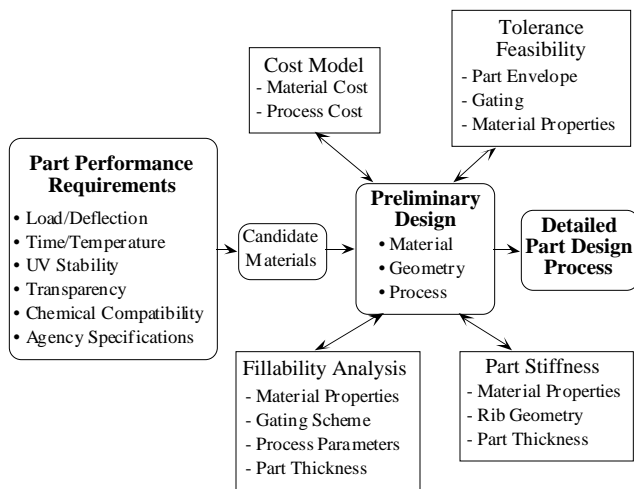 Cost Model
- Material Cost
- Process Cost
Tolerance
Feasibility
- Part Envelope
- Gating
- Material Properties
Part Performance
Requirements
• Load/Deflection
• Time/Temperature
• UV Stability
• Transparency
• Chemical Compatibility
• Agency Specifications
Candidate
Materials
Preliminary
Design
• Material
• Geometry
• Process
Detailed
Part Design
Process
Fillability Analysis
- Material Properties
- Gating Scheme
- Process Parameters
- Part Thickness
Part Stiffness
- Material Properties
- Rib Geometry
- Part Thickness